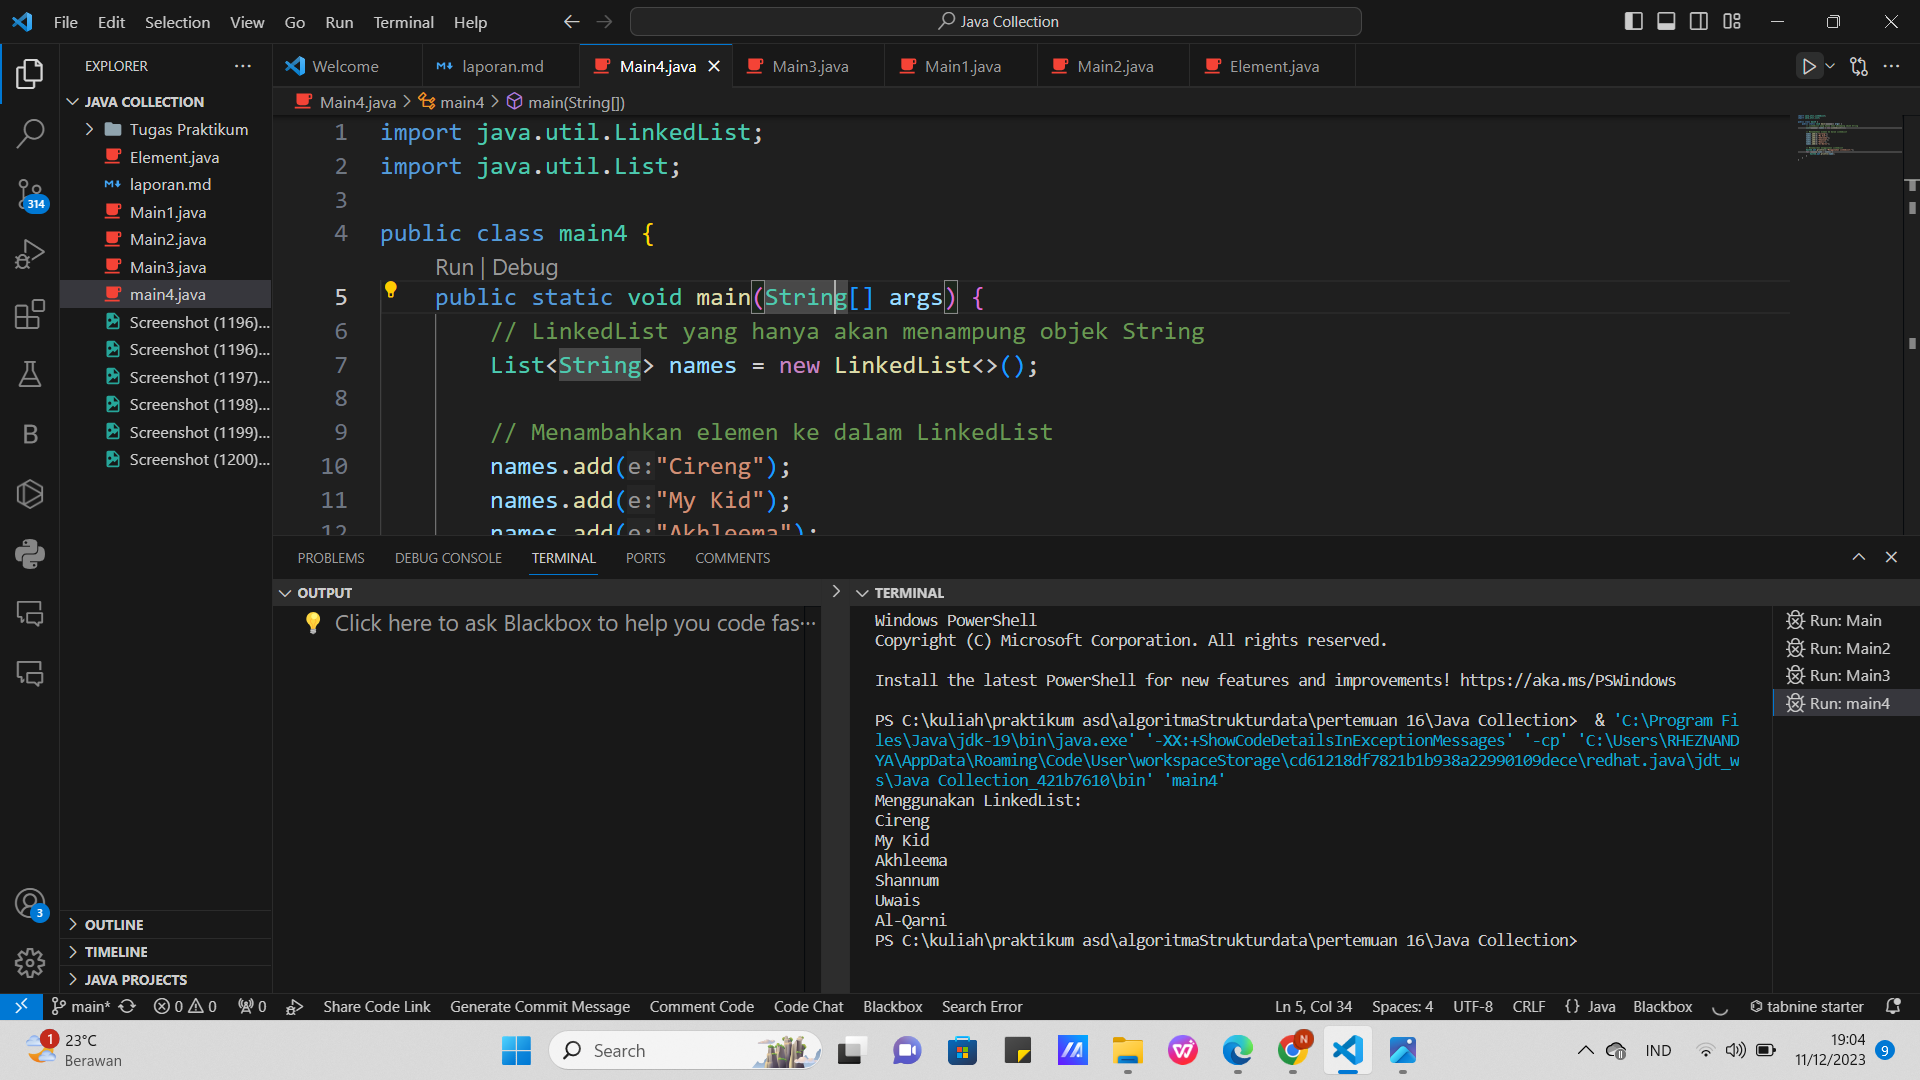 File Edit Selection View Go Run Terminal Help
Java Collection
EXPLORER
JAVA COLLECTION
Tugas Praktikum
Element.java
laporan.md
Main1.java
Main2.java
Main3.java
main4.java
Screenshot (1196)...
Screenshot (1196)...
Screenshot (1197)...
Screenshot (1198)...
Screenshot (1199)...
Screenshot (1200)...
OUTLINE
TIMELINE
JAVA PROJECTS
314
B
3
Welcome laporan.md Main4.java Main3.java Main1.java Main2.java Element.java
Main4.java > main4 > main(String[])
1 import java.util.LinkedList;
2 import java.util.List;
3
4 public class main4 {
Run | Debug
5 public static void main(String[] args) {
6 // LinkedList yang hanya akan menampung objek String
7 List<String> names = new LinkedList<>();
8
9 // Menambahkan elemen ke dalam LinkedList
10 names.add(e:"Cireng");
11 names.add(e:"My Kid");
12 names.add(e:"Akhleema");
PROBLEMS DEBUG CONSOLE TERMINAL PORTS COMMENTS
OUTPUT
Click here to ask Blackbox to help you code fas...
TERMINAL
Windows PowerShell
Copyright (C) Microsoft Corporation. All rights reserved.
Install the latest PowerShell for new features and improvements! https://aka.ms/PSWindows
PS C:\kuliah\praktikum asd\algoritmaStrukturdata\pertemuan 16\Java Collection>  & 'C:\Program Fi
les\Java\jdk-19\bin\java.exe' '-XX:+ShowCodeDetailsInExceptionMessages' '-cp' 'C:\Users\RHEZNAND
YA\AppData\Roaming\Code\User\workspaceStorage\cd61218df7821b1b938a22990109dece\redhat.java\jdt_w
s\Java Collection_421b7610\bin' 'main4'
Menggunakan LinkedList:
Cireng
My Kid
Akhleema
Shannum
Uwais
Al-Qarni
PS C:\kuliah\praktikum asd\algoritmaStrukturdata\pertemuan 16\Java Collection>
Run: Main
Run: Main2
Run: Main3
Run: main4
main* 0 0 0 Share Code Link Generate Commit Message Comment Code Code Chat Blackbox Search Error Ln 5, Col 34 Spaces: 4 UTF-8 CRLF {} Java Blackbox tabnine starter
1 23°C
Berawan
Search
N
IND
19:04
11/12/2023
9